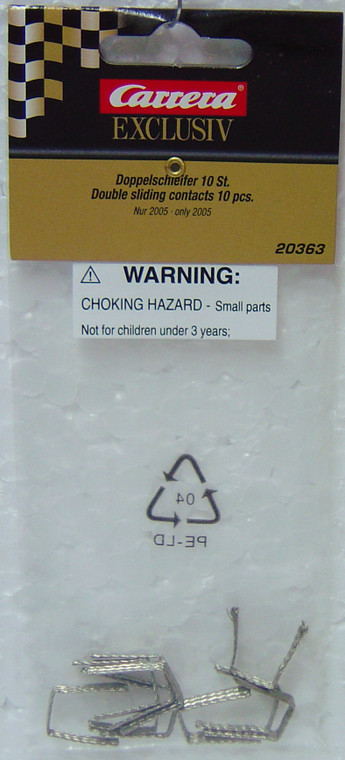 Carrera®
EXCLUSIV
Doppelschleifer 10 St.
Double sliding contacts 10 pcs.
Nur 2005 - only 2005
20363
⚠ WARNING:
CHOKING HAZARD - Small parts
Not for children under 3 years;
04
PE-LD